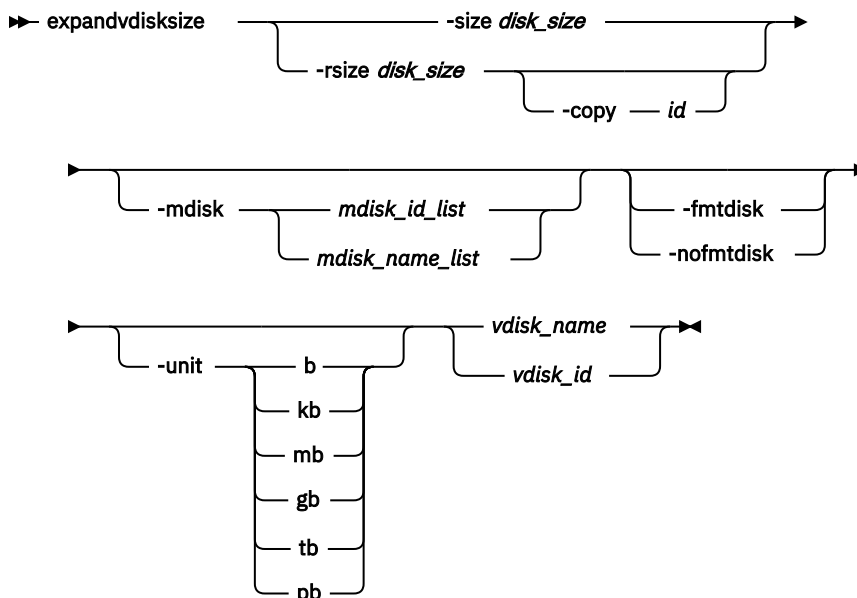 expandvdisksize -size disk_size
-rsize disk_size
-copy id
-mdisk mdisk_id_list -fmtdisk
mdisk_name_list -nofmtdisk
vdisk_name
-unit b vdisk_id
kb
mb
gb
tb
pb